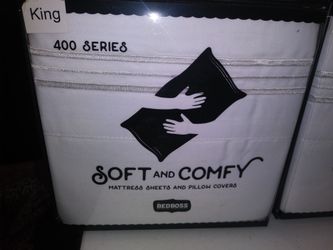 King
400 SERIES
SOFT AND COMFY
MATTRESS SHEETS AND PILLOW COVERS
BEDBOSS